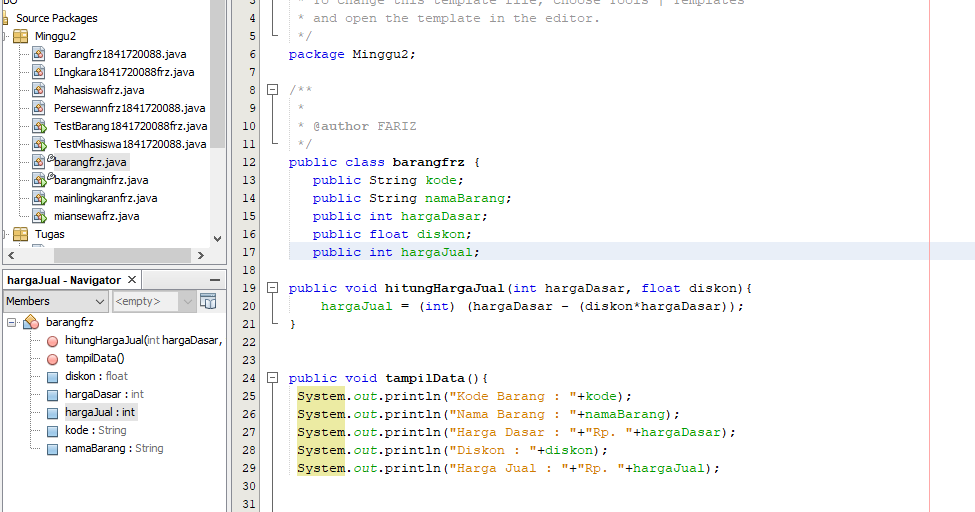 BO
Source Packages
Minggu2
Barangfrz1841720088.java
LIngkara1841720088frz.java
Mahasiswafrz.java
Persewannfrz1841720088.java
TestBarang1841720088frz.java
TestMhasiswa1841720088.java
barangfrz.java
barangmainfrz.java
mainlingkaranfrz.java
miansewafrz.java
Tugas
hargaJual - Navigator
Members
<empty>
barangfrz
hitungHargaJual(int hargaDasar,
tampilData()
diskon : float
hargaDasar : int
hargaJual : int
kode : String
namaBarang : String
3 * To change this template file, choose Tools | Templates
4 * and open the template in the editor.
5 */
6 package Minggu2;
7
8 /**
9 *
10 * @author FARIZ
11 */
12 public class barangfrz {
13 public String kode;
14 public String namaBarang;
15 public int hargaDasar;
16 public float diskon;
17 public int hargaJual;
18
19 public void hitungHargaJual(int hargaDasar, float diskon){
20 hargaJual = (int) (hargaDasar - (diskon*hargaDasar));
21 }
22
23
24 public void tampilData(){
25 System.out.println("Kode Barang : "+kode);
26 System.out.println("Nama Barang : "+namaBarang);
27 System.out.println("Harga Dasar : "+"Rp. "+hargaDasar);
28 System.out.println("Diskon : "+diskon);
29 System.out.println("Harga Jual : "+"Rp. "+hargaJual);
30
31